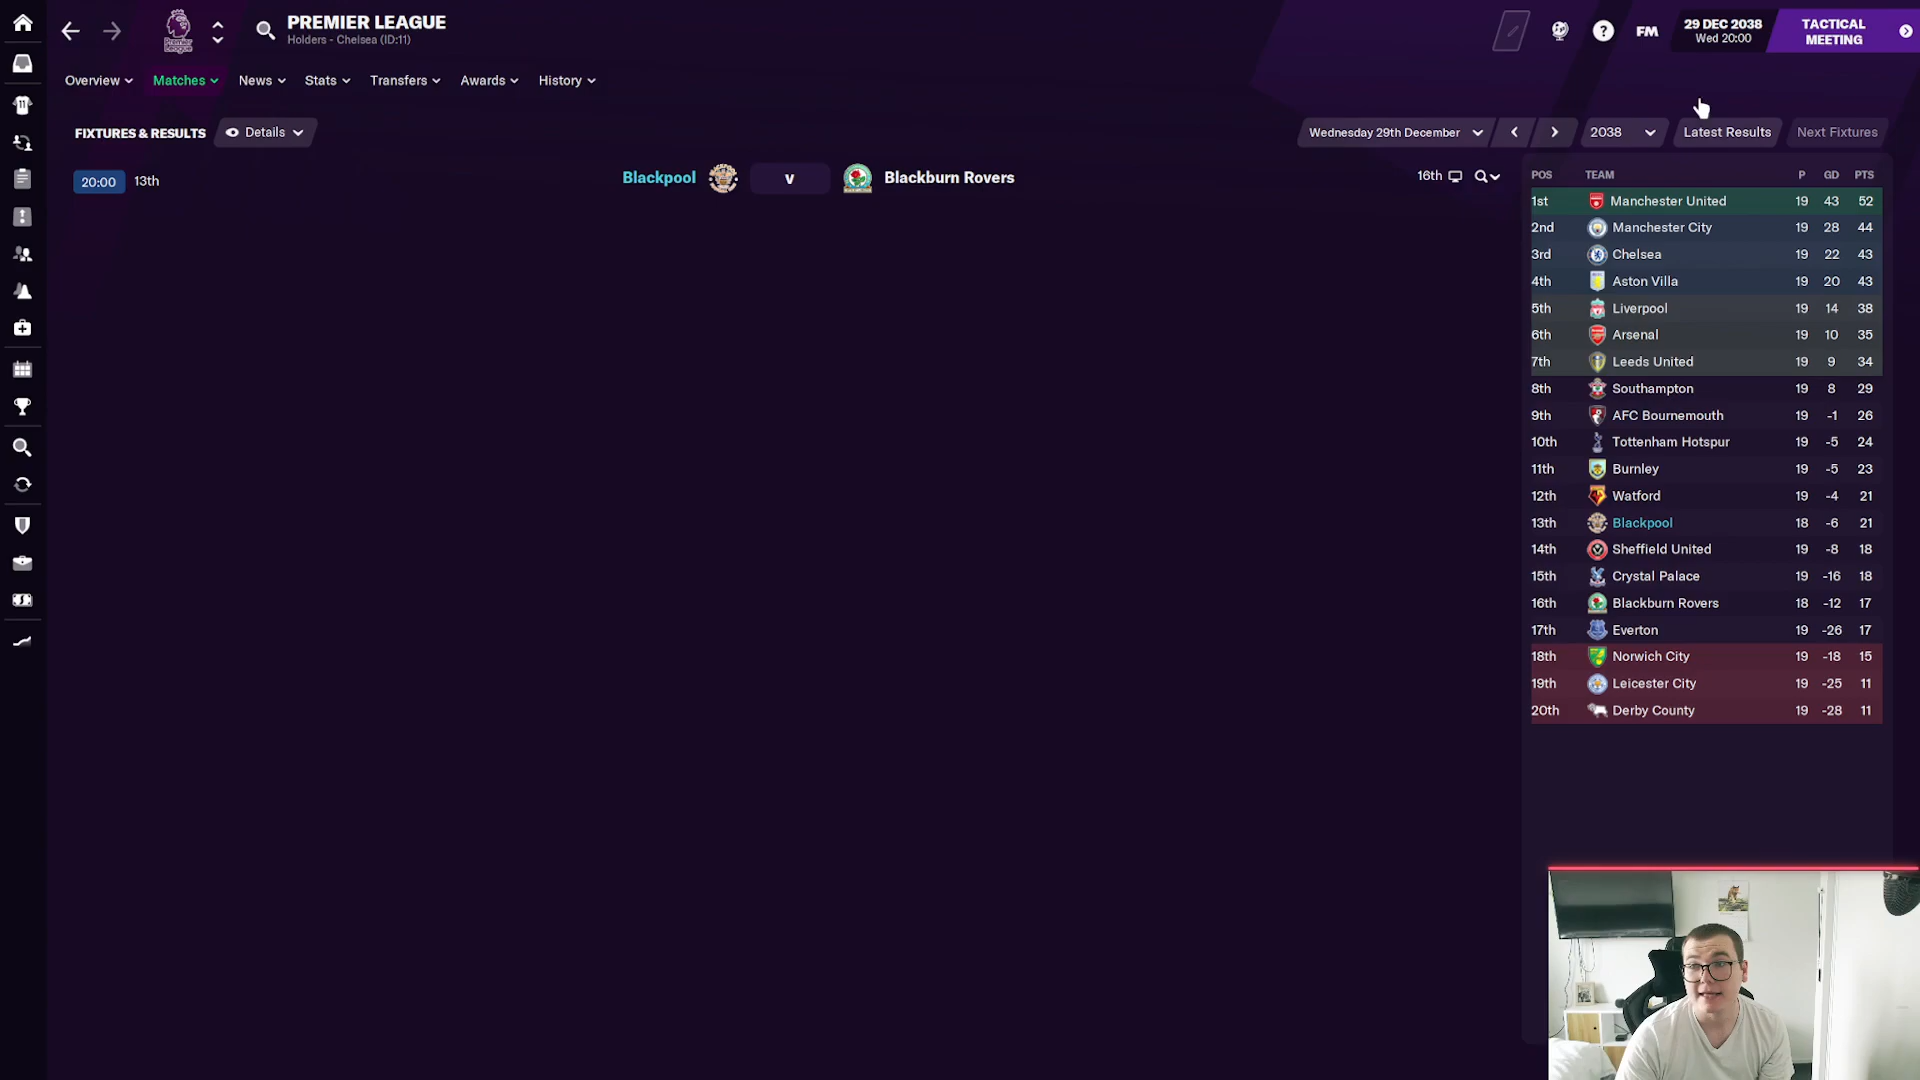 PREMIER LEAGUE
Holders - Chelsea (ID:11)
FM
29 DEC 2038
Wed 20:00
TACTICAL
MEETING
Overview
Matches
News
Stats
Transfers
Awards
History
FIXTURES & RESULTS
Details
Wednesday 29th December
2038
Latest Results
Next Fixtures
20:00 13th Blackpool v Blackburn Rovers 16th
POS TEAM P GD PTS
1st Manchester United 19 43 52
2nd Manchester City 19 28 44
3rd Chelsea 19 22 43
4th Aston Villa 19 20 43
5th Liverpool 19 14 38
6th Arsenal 19 10 35
7th Leeds United 19 9 34
8th Southampton 19 8 29
9th AFC Bournemouth 19 -1 26
10th Tottenham Hotspur 19 -5 24
11th Burnley 19 -5 23
12th Watford 19 -4 21
13th Blackpool 18 -6 21
14th Sheffield United 19 -8 18
15th Crystal Palace 19 -16 18
16th Blackburn Rovers 18 -12 17
17th Everton 19 -26 17
18th Norwich City 19 -18 15
19th Leicester City 19 -25 11
20th Derby County 19 -28 11